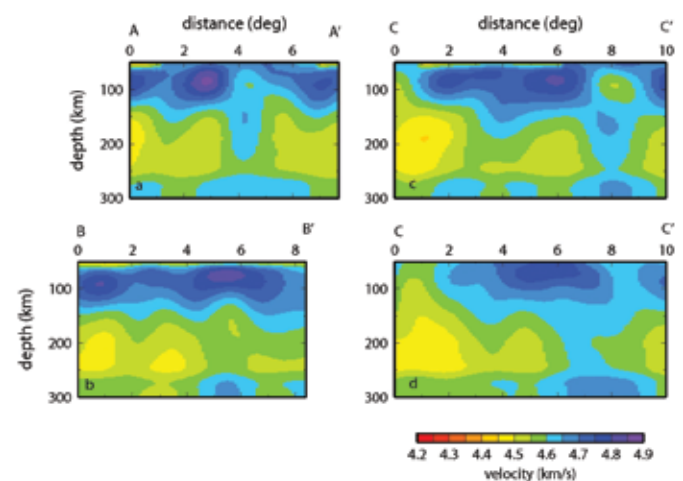 A distance (deg) A'
0 2 4 6
depth (km)
100
200
300
a
C distance (deg) C'
0 2 4 6 8 10
100
200
300
c
B B'
0 2 4 6 8
depth (km)
100
200
300
b
C C'
0 2 4 6 8 10
100
200
300
d
4.2 4.3 4.4 4.5 4.6 4.7 4.8 4.9
velocity (km/s)